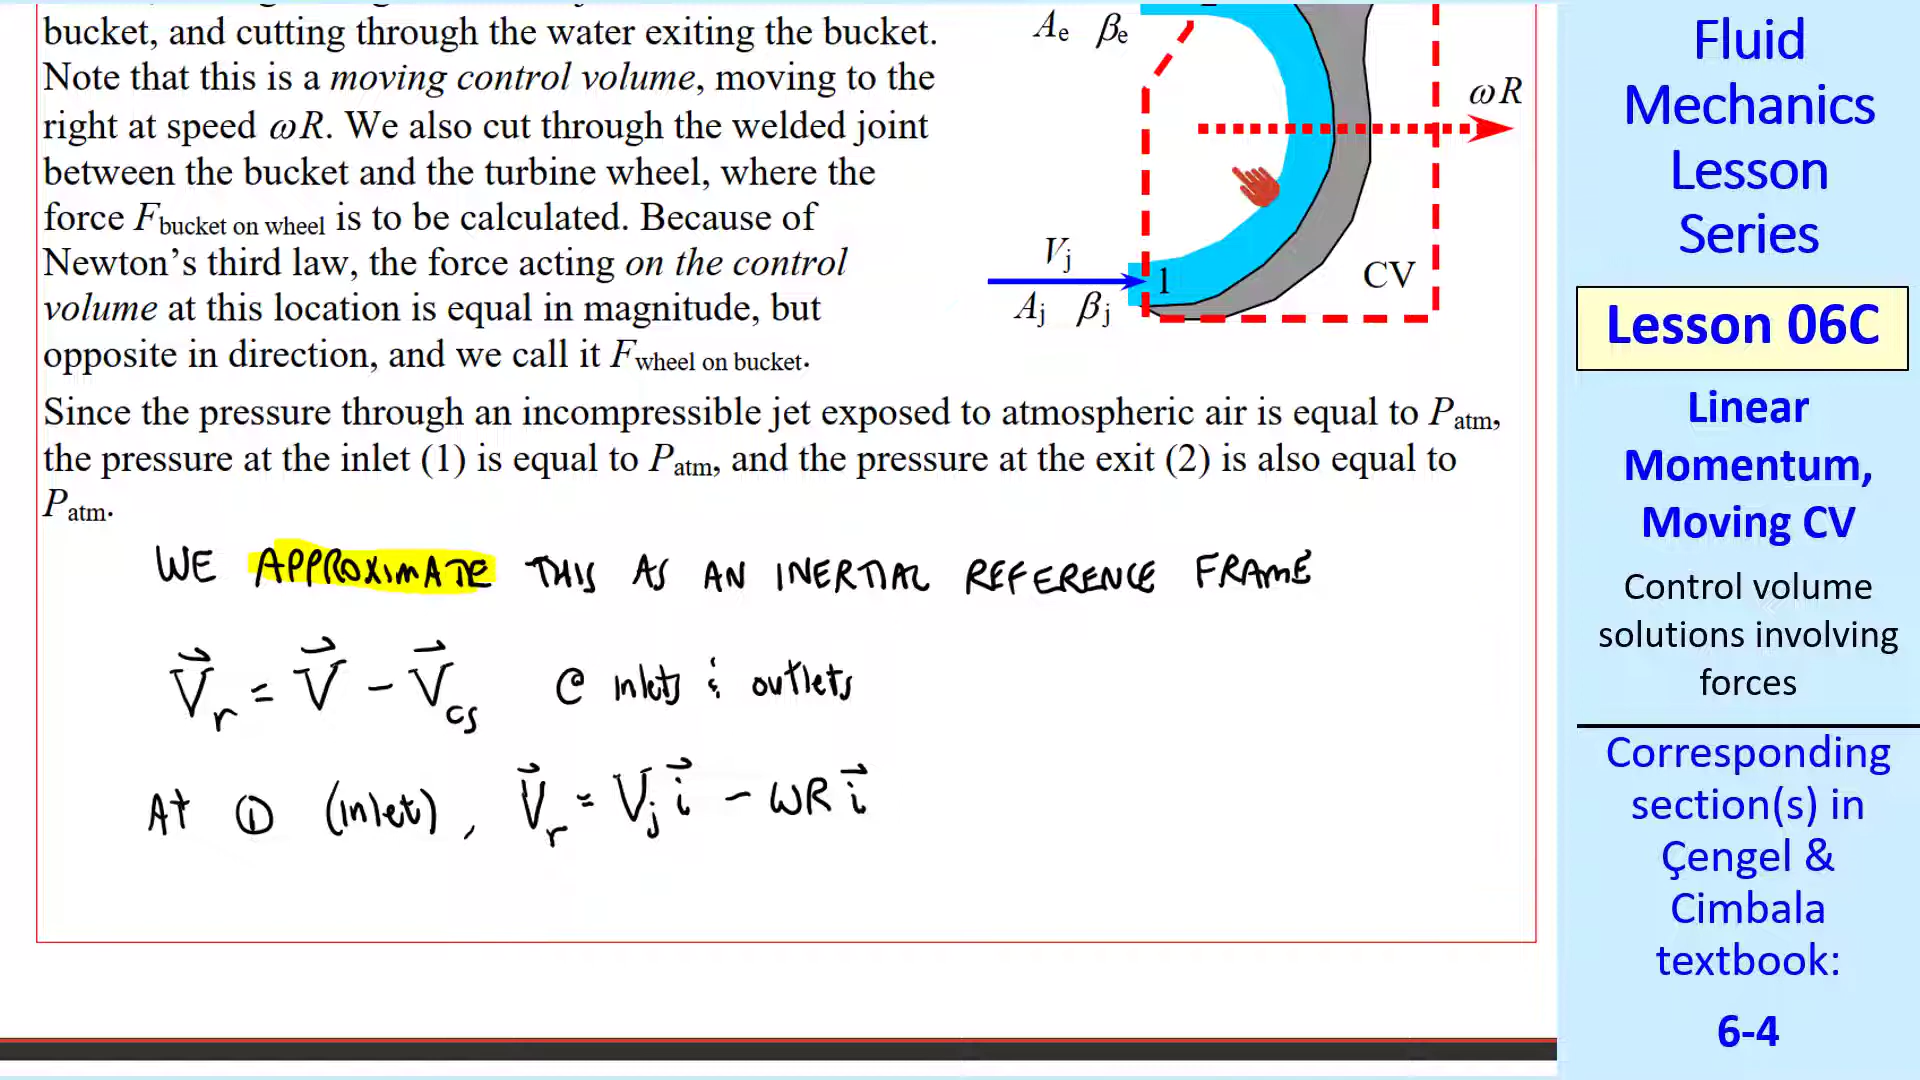 bucket, and cutting through the water exiting the bucket.
Note that this is a moving control volume, moving to the
right at speed ωR. We also cut through the welded joint
between the bucket and the turbine wheel, where the
force F bucket on wheel is to be calculated. Because of
Newton's third law, the force acting on the control
volume at this location is equal in magnitude, but
opposite in direction, and we call it F wheel on bucket.
Ae βe
ωR
Vj
1
Aj βj
CV
Since the pressure through an incompressible jet exposed to atmospheric air is equal to Patm,
the pressure at the inlet (1) is equal to Patm, and the pressure at the exit (2) is also equal to
Patm.
WE APPROXIMATE THIS AS AN INERTIAL REFERENCE FRAME
V⃗r = V⃗ − V⃗cs @ inlets & outlets
At ① (inlet), V⃗r = Vj i⃗ − ωR i⃗
Fluid
Mechanics
Lesson
Series
Lesson 06C
Linear
Momentum,
Moving CV
Control volume
solutions involving
forces
Corresponding
section(s) in
Çengel &
Cimbala
textbook:
6-4